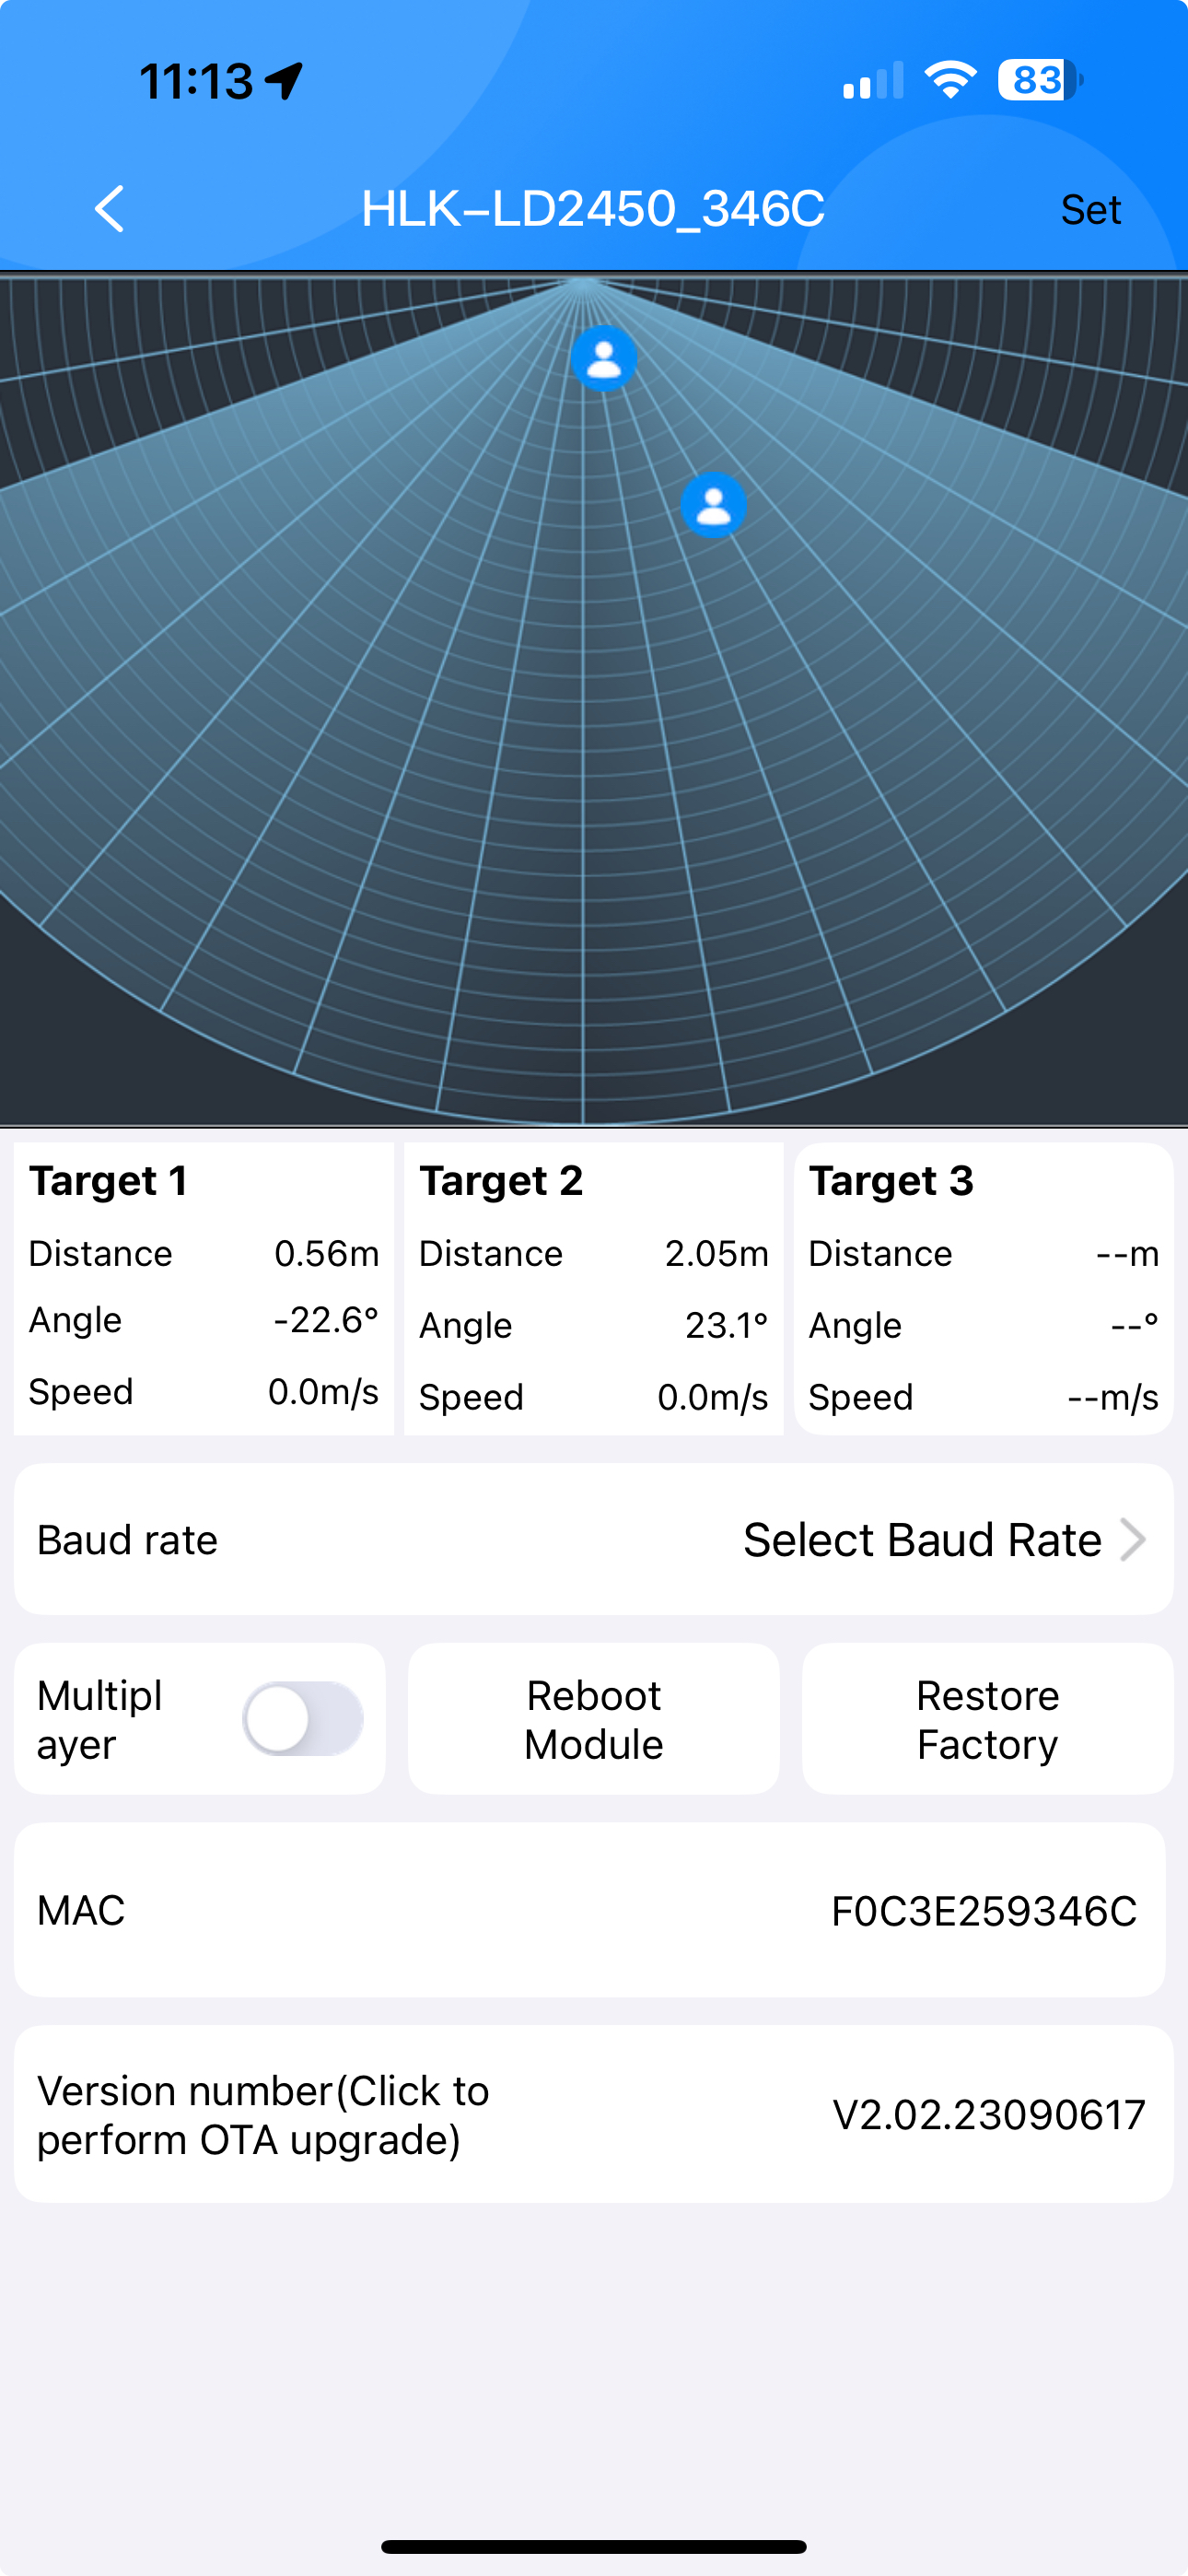 11:13
83
HLK-LD2450_346C
Set
Target 1
Distance 0.56m
Angle -22.6°
Speed 0.0m/s
Target 2
Distance 2.05m
Angle 23.1°
Speed 0.0m/s
Target 3
Distance --m
Angle --°
Speed --m/s
Baud rate
Select Baud Rate
Multipl
ayer
Reboot
Module
Restore
Factory
MAC
F0C3E259346C
Version number(Click to
perform OTA upgrade)
V2.02.23090617